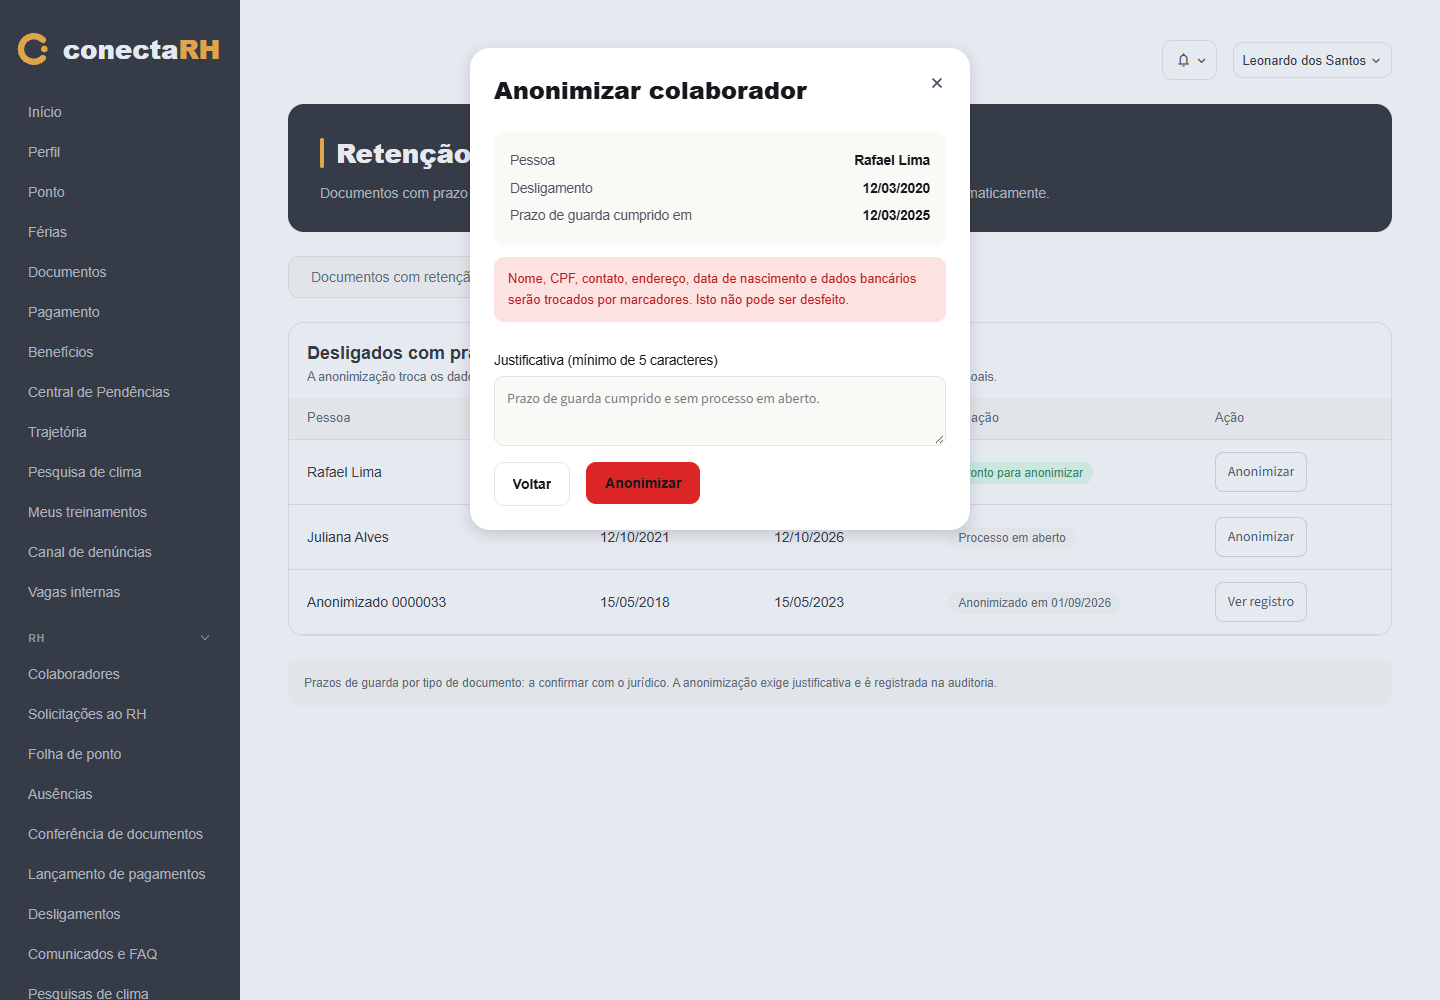 conectaRH
Início
Perfil
Ponto
Férias
Documentos
Pagamento
Benefícios
Central de Pendências
Trajetória
Pesquisa de clima
Meus treinamentos
Canal de denúncias
Vagas internas
RH
Colaboradores
Solicitações ao RH
Folha de ponto
Ausências
Conferência de documentos
Lançamento de pagamentos
Desligamentos
Comunicados e FAQ
Pesquisas de clima
Leonardo dos Santos
Retenção
Documentos com prazo
Documentos com
Desligados com
A anonimização troca os
Pessoa
Ação
Rafael Lima
para anonimizar
Anonimizar
Juliana Alves
12/10/2021
12/10/2026
Processo em aberto
Anonimizar
Anonimizado 0000033
15/05/2018
15/05/2023
Anonimizado em 01/09/2026
Ver registro
Prazos de guarda por tipo de documento: a confirmar com o jurídico. A anonimização exige justificativa e é registrada na auditoria.
Anonimizar colaborador
Pessoa
Rafael Lima
Desligamento
12/03/2020
Prazo de guarda cumprido em
12/03/2025
Nome, CPF, contato, endereço, data de nascimento e dados bancários
serão trocados por marcadores. Isto não pode ser desfeito.
Justificativa (mínimo de 5 caracteres)
Prazo de guarda cumprido e sem processo em aberto.
Voltar
Anonimizar